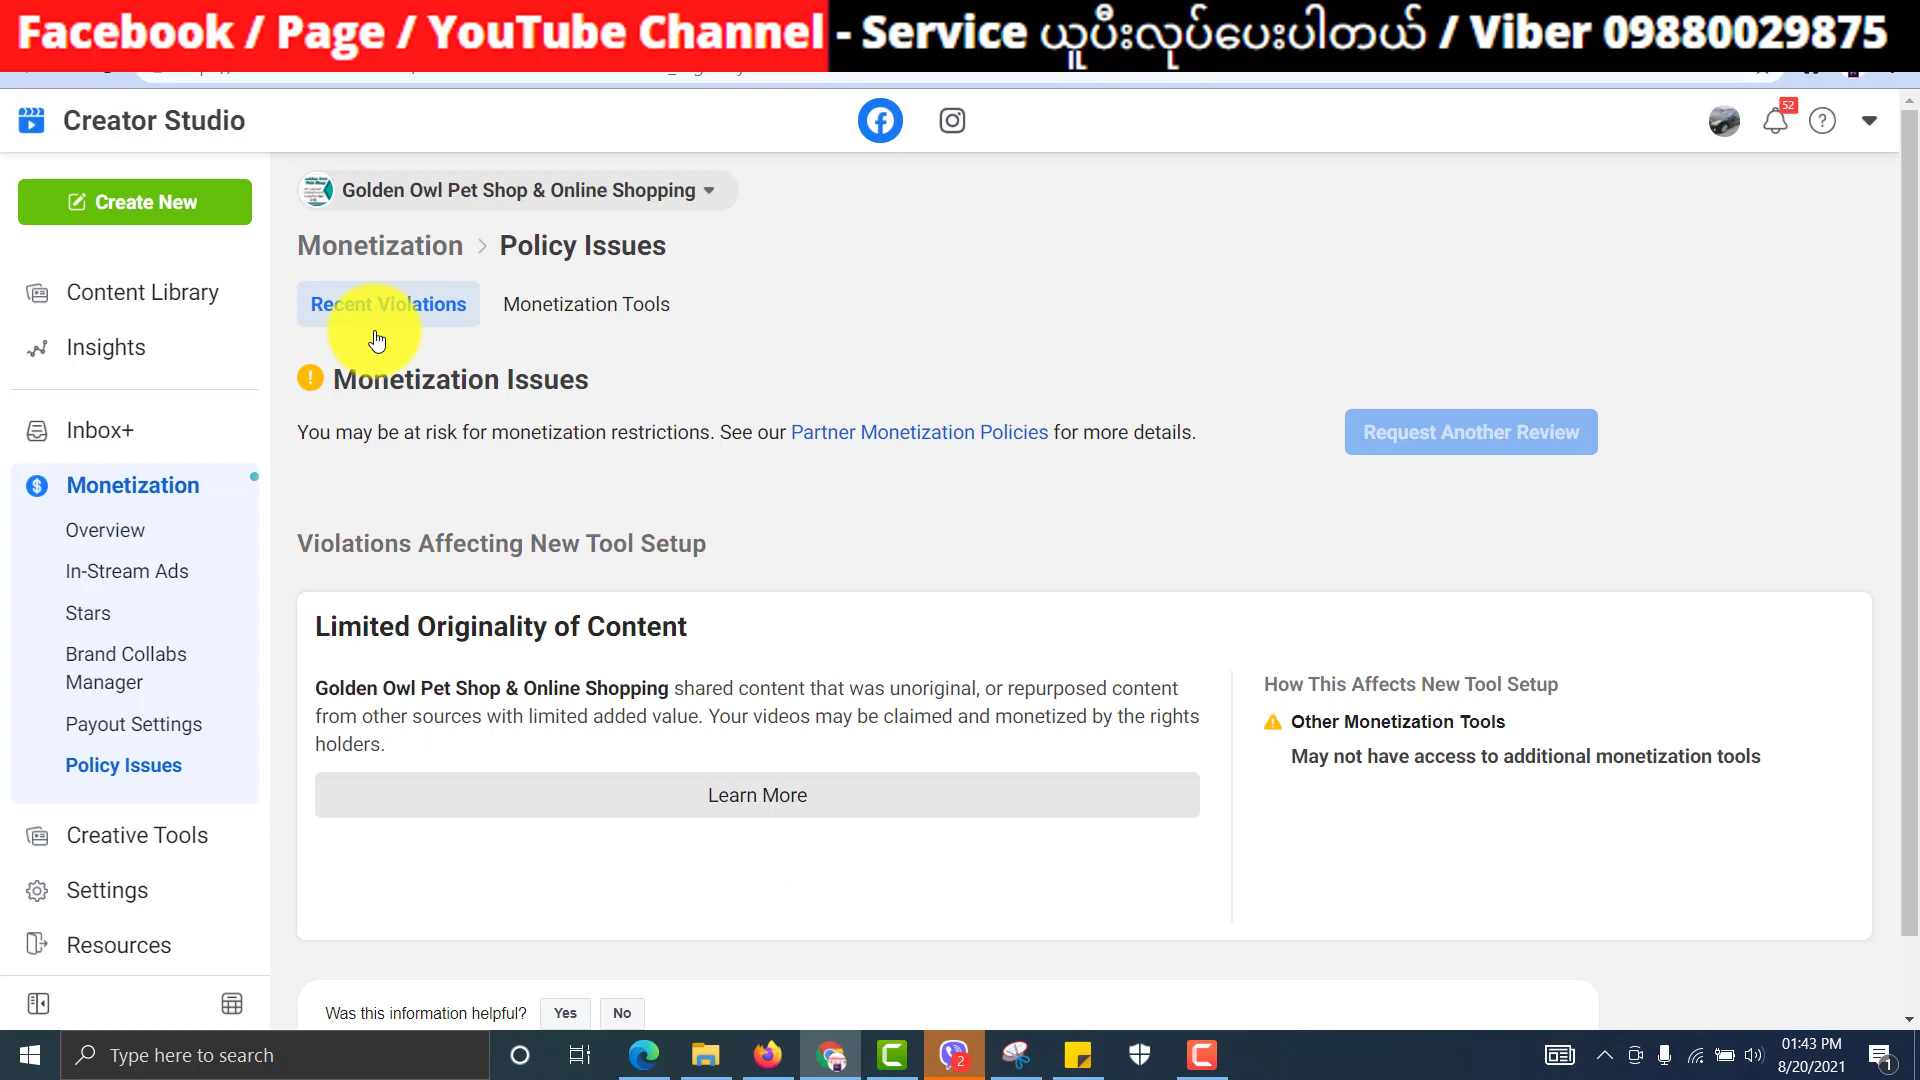 Facebook / Page / YouTube Channel - Service ယူပီးလုပ်ပေးပါတယ် / Viber 09880029875
Creator Studio
52
Create New
Golden Owl Pet Shop & Online Shopping
Monetization > Policy Issues
Recent Violations Monetization Tools
Content Library
Insights
Monetization Issues
You may be at risk for monetization restrictions. See our Partner Monetization Policies for more details.
Request Another Review
Inbox+
Monetization
Overview
In-Stream Ads
Stars
Brand Collabs
Manager
Payout Settings
Policy Issues
Creative Tools
Settings
Resources
Violations Affecting New Tool Setup
Limited Originality of Content
Golden Owl Pet Shop & Online Shopping shared content that was unoriginal, or repurposed content
from other sources with limited added value. Your videos may be claimed and monetized by the rights
holders.
Learn More
How This Affects New Tool Setup
Other Monetization Tools
May not have access to additional monetization tools
Was this information helpful? Yes No
Type here to search
2
01:43 PM
8/20/2021
1